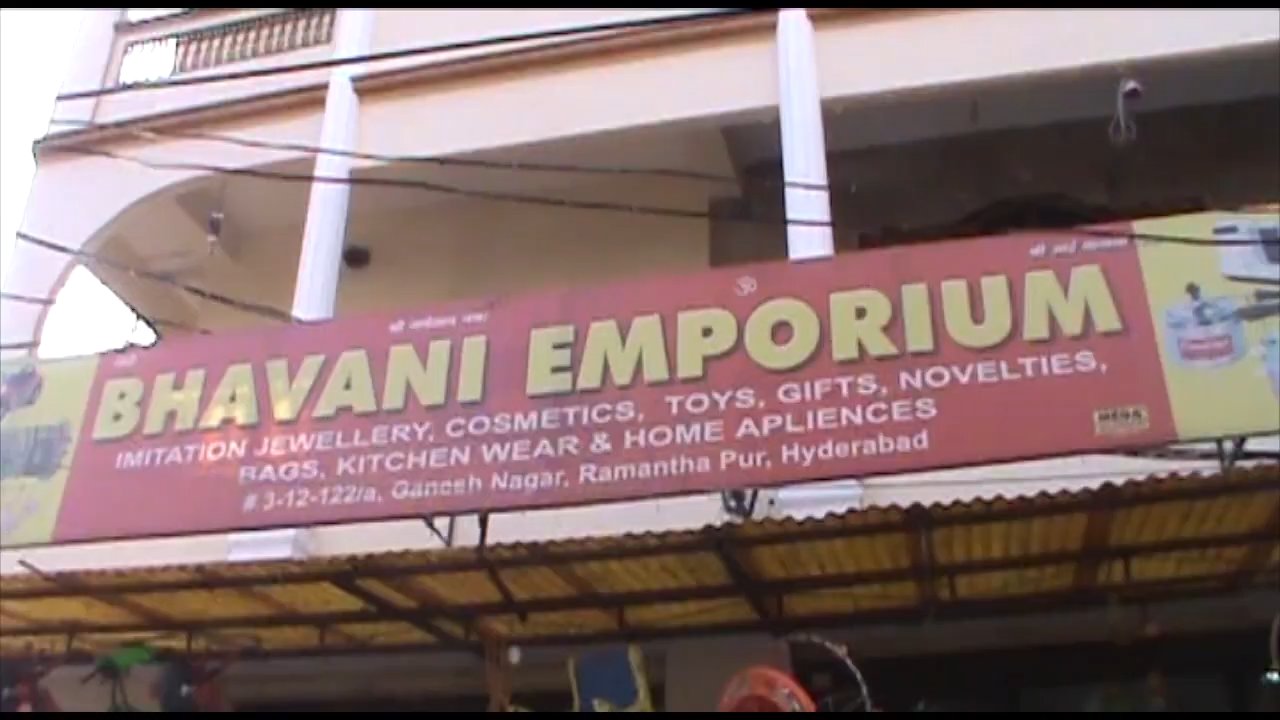 ॐ
BHAVANI EMPORIUM
IMITATION JEWELLERY, COSMETICS, TOYS, GIFTS, NOVELTIES,
BAGS, KITCHEN WEAR & HOME APLIENCES
# 3-12-122/a, Ganesh Nagar, Ramantha Pur, Hyderabad